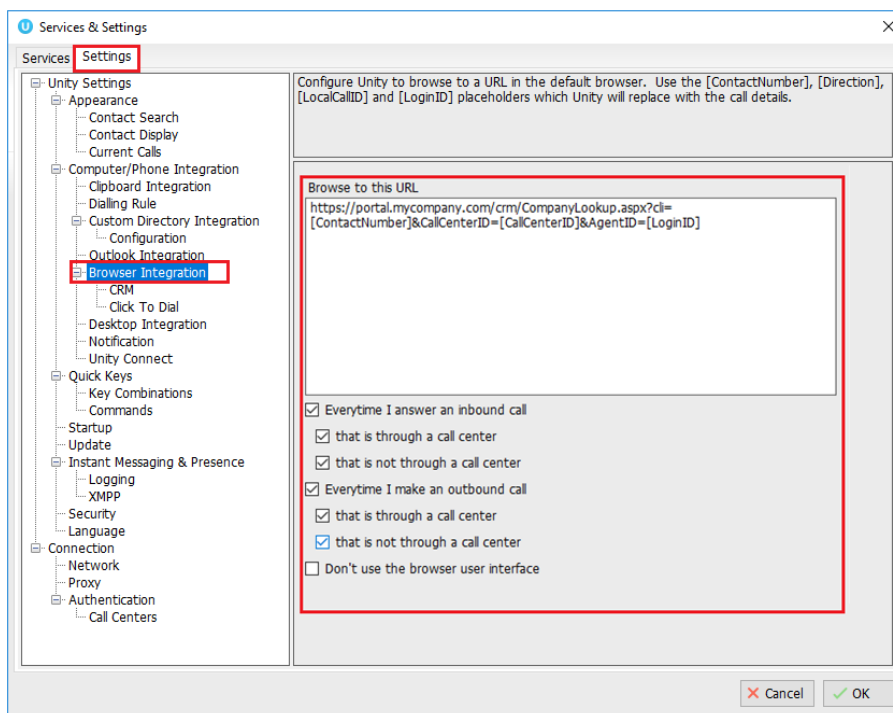 Services & Settings
Services
Settings
Unity Settings
Appearance
Contact Search
Contact Display
Current Calls
Computer/Phone Integration
Clipboard Integration
Dialling Rule
Custom Directory Integration
Configuration
Outlook Integration
Browser Integration
CRM
Click To Dial
Desktop Integration
Notification
Unity Connect
Quick Keys
Key Combinations
Commands
Startup
Update
Instant Messaging & Presence
Logging
XMPP
Security
Language
Connection
Network
Proxy
Authentication
Call Centers
Configure Unity to browse to a URL in the default browser. Use the [ContactNumber], [Direction],
[LocalCallID] and [LoginID] placeholders which Unity will replace with the call details.
Browse to this URL
https://portal.mycompany.com/crm/CompanyLookup.aspx?cli=
[ContactNumber]&CallCenterID=[CallCenterID]&AgentID=[LoginID]
Everytime I answer an inbound call
that is through a call center
that is not through a call center
Everytime I make an outbound call
that is through a call center
that is not through a call center
Don't use the browser user interface
Cancel
OK